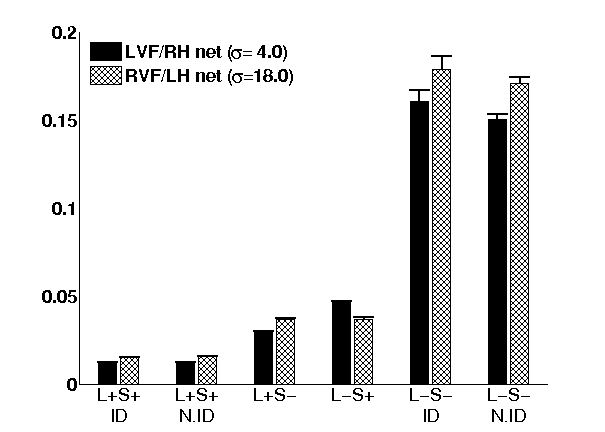 0.2
LVF/RH net (σ= 4.0)
RVF/LH net (σ=18.0)
0.15
0.1
0.05
0
L+S+ L+S+ L+S− L−S+ L−S− L−S−
ID N.ID ID N.ID